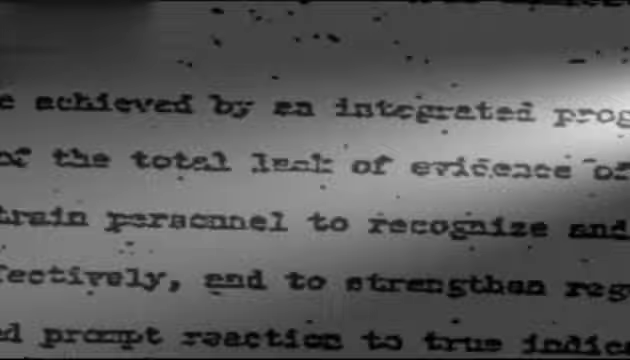 e achieved by an integrated prog
of the total lack of evidence of
train personnel to recognize and
fectively, and to strengthen reg
ed prompt reaction to true indic